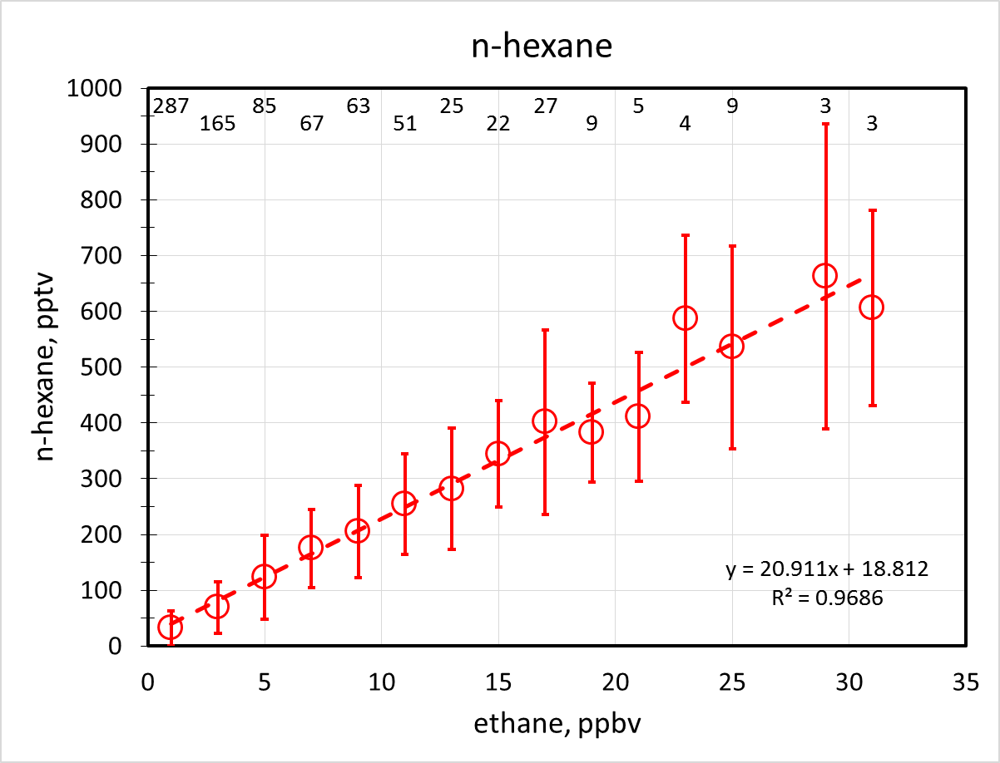 n-hexane
1000
900
800
700
600
500
400
300
200
100
0
n-hexane, pptv
287 85 63 25 27 5 9 3
165 67 51 22 9 4 3
y = 20.911x + 18.812
R² = 0.9686
0 5 10 15 20 25 30 35
ethane, ppbv